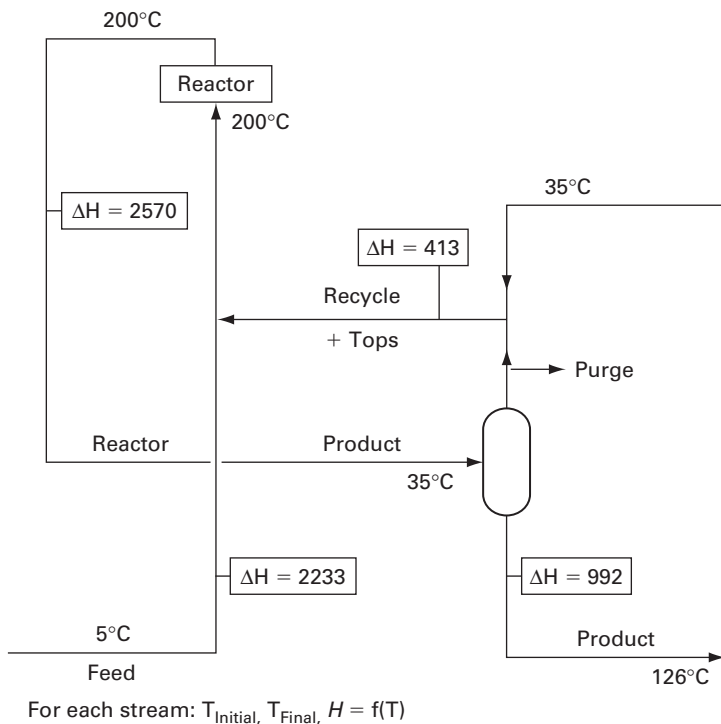 200°C
Reactor
200°C
35°C
ΔH = 2570
ΔH = 413
Recycle
+ Tops
Purge
Reactor
Product
35°C
ΔH = 2233
ΔH = 992
5°C
Product
Feed
126°C
For each stream: T_Initial, T_Final, H = f(T)